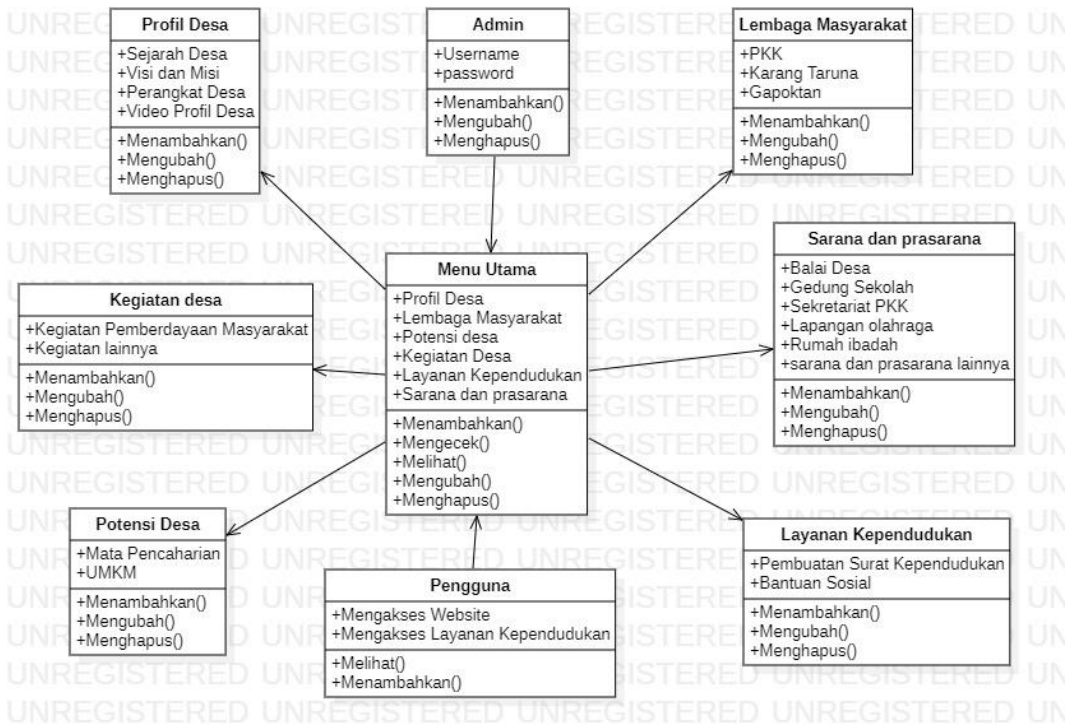 Profil Desa
+Sejarah Desa
+Visi dan Misi
+Perangkat Desa
+Video Profil Desa
+Menambahkan()
+Mengubah()
+Menghapus()
Admin
+Username
+password
+Menambahkan()
+Mengubah()
+Menghapus()
Lembaga Masyarakat
+PKK
+Karang Taruna
+Gapoktan
+Menambahkan()
+Mengubah()
+Menghapus()
Kegiatan desa
+Kegiatan Pemberdayaan Masyarakat
+Kegiatan lainnya
+Menambahkan()
+Mengubah()
+Menghapus()
Menu Utama
+Profil Desa
+Lembaga Masyarakat
+Potensi desa
+Kegiatan Desa
+Layanan Kependudukan
+Sarana dan prasarana
+Menambahkan()
+Mengecek()
+Melihat()
+Mengubah()
+Menghapus()
Sarana dan prasarana
+Balai Desa
+Gedung Sekolah
+Sekretariat PKK
+Lapangan olahraga
+Rumah ibadah
+sarana dan prasarana lainnya
+Menambahkan()
+Mengubah()
+Menghapus()
Potensi Desa
+Mata Pencaharian
+UMKM
+Menambahkan()
+Mengubah()
+Menghapus()
Pengguna
+Mengakses Website
+Mengakses Layanan Kependudukan
+Melihat()
+Menambahkan()
Layanan Kependudukan
+Pembuatan Surat Kependudukan
+Bantuan Sosial
+Menambahkan()
+Mengubah()
+Menghapus()
UNREGISTERED